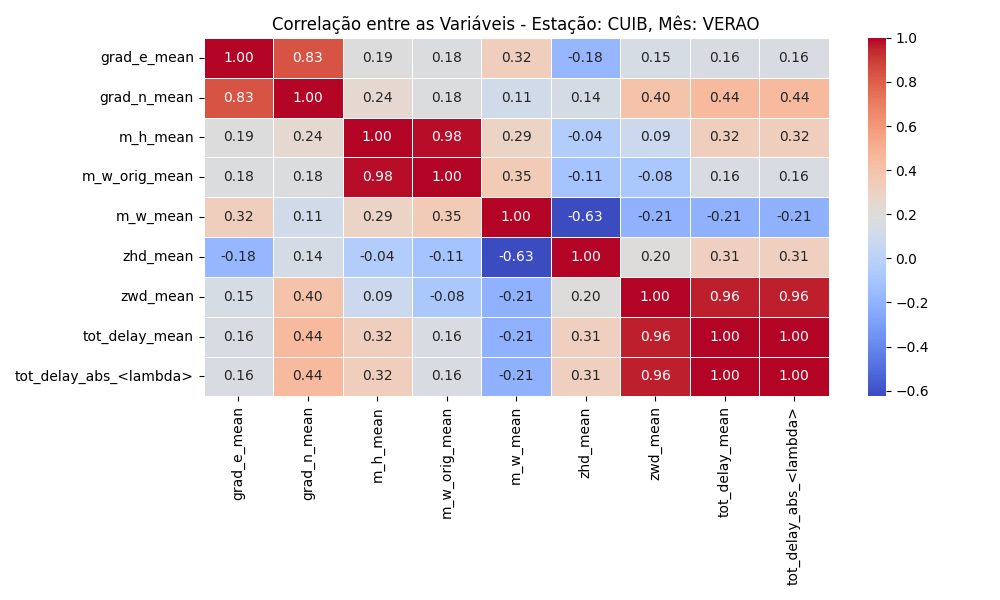 Correlação entre as Variáveis - Estação: CUIB, Mês: VERAO
grad_e_mean 1.00 0.83 0.19 0.18 0.32 -0.18 0.15 0.16 0.16
grad_n_mean 0.83 1.00 0.24 0.18 0.11 0.14 0.40 0.44 0.44
m_h_mean 0.19 0.24 1.00 0.98 0.29 -0.04 0.09 0.32 0.32
m_w_orig_mean 0.18 0.18 0.98 1.00 0.35 -0.11 -0.08 0.16 0.16
m_w_mean 0.32 0.11 0.29 0.35 1.00 -0.63 -0.21 -0.21 -0.21
zhd_mean -0.18 0.14 -0.04 -0.11 -0.63 1.00 0.20 0.31 0.31
zwd_mean 0.15 0.40 0.09 -0.08 -0.21 0.20 1.00 0.96 0.96
tot_delay_mean 0.16 0.44 0.32 0.16 -0.21 0.31 0.96 1.00 1.00
tot_delay_abs_<lambda> 0.16 0.44 0.32 0.16 -0.21 0.31 0.96 1.00 1.00
grad_e_mean
grad_n_mean
m_h_mean
m_w_orig_mean
m_w_mean
zhd_mean
zwd_mean
tot_delay_mean
tot_delay_abs_<lambda>
1.0
0.8
0.6
0.4
0.2
0.0
−0.2
−0.4
−0.6